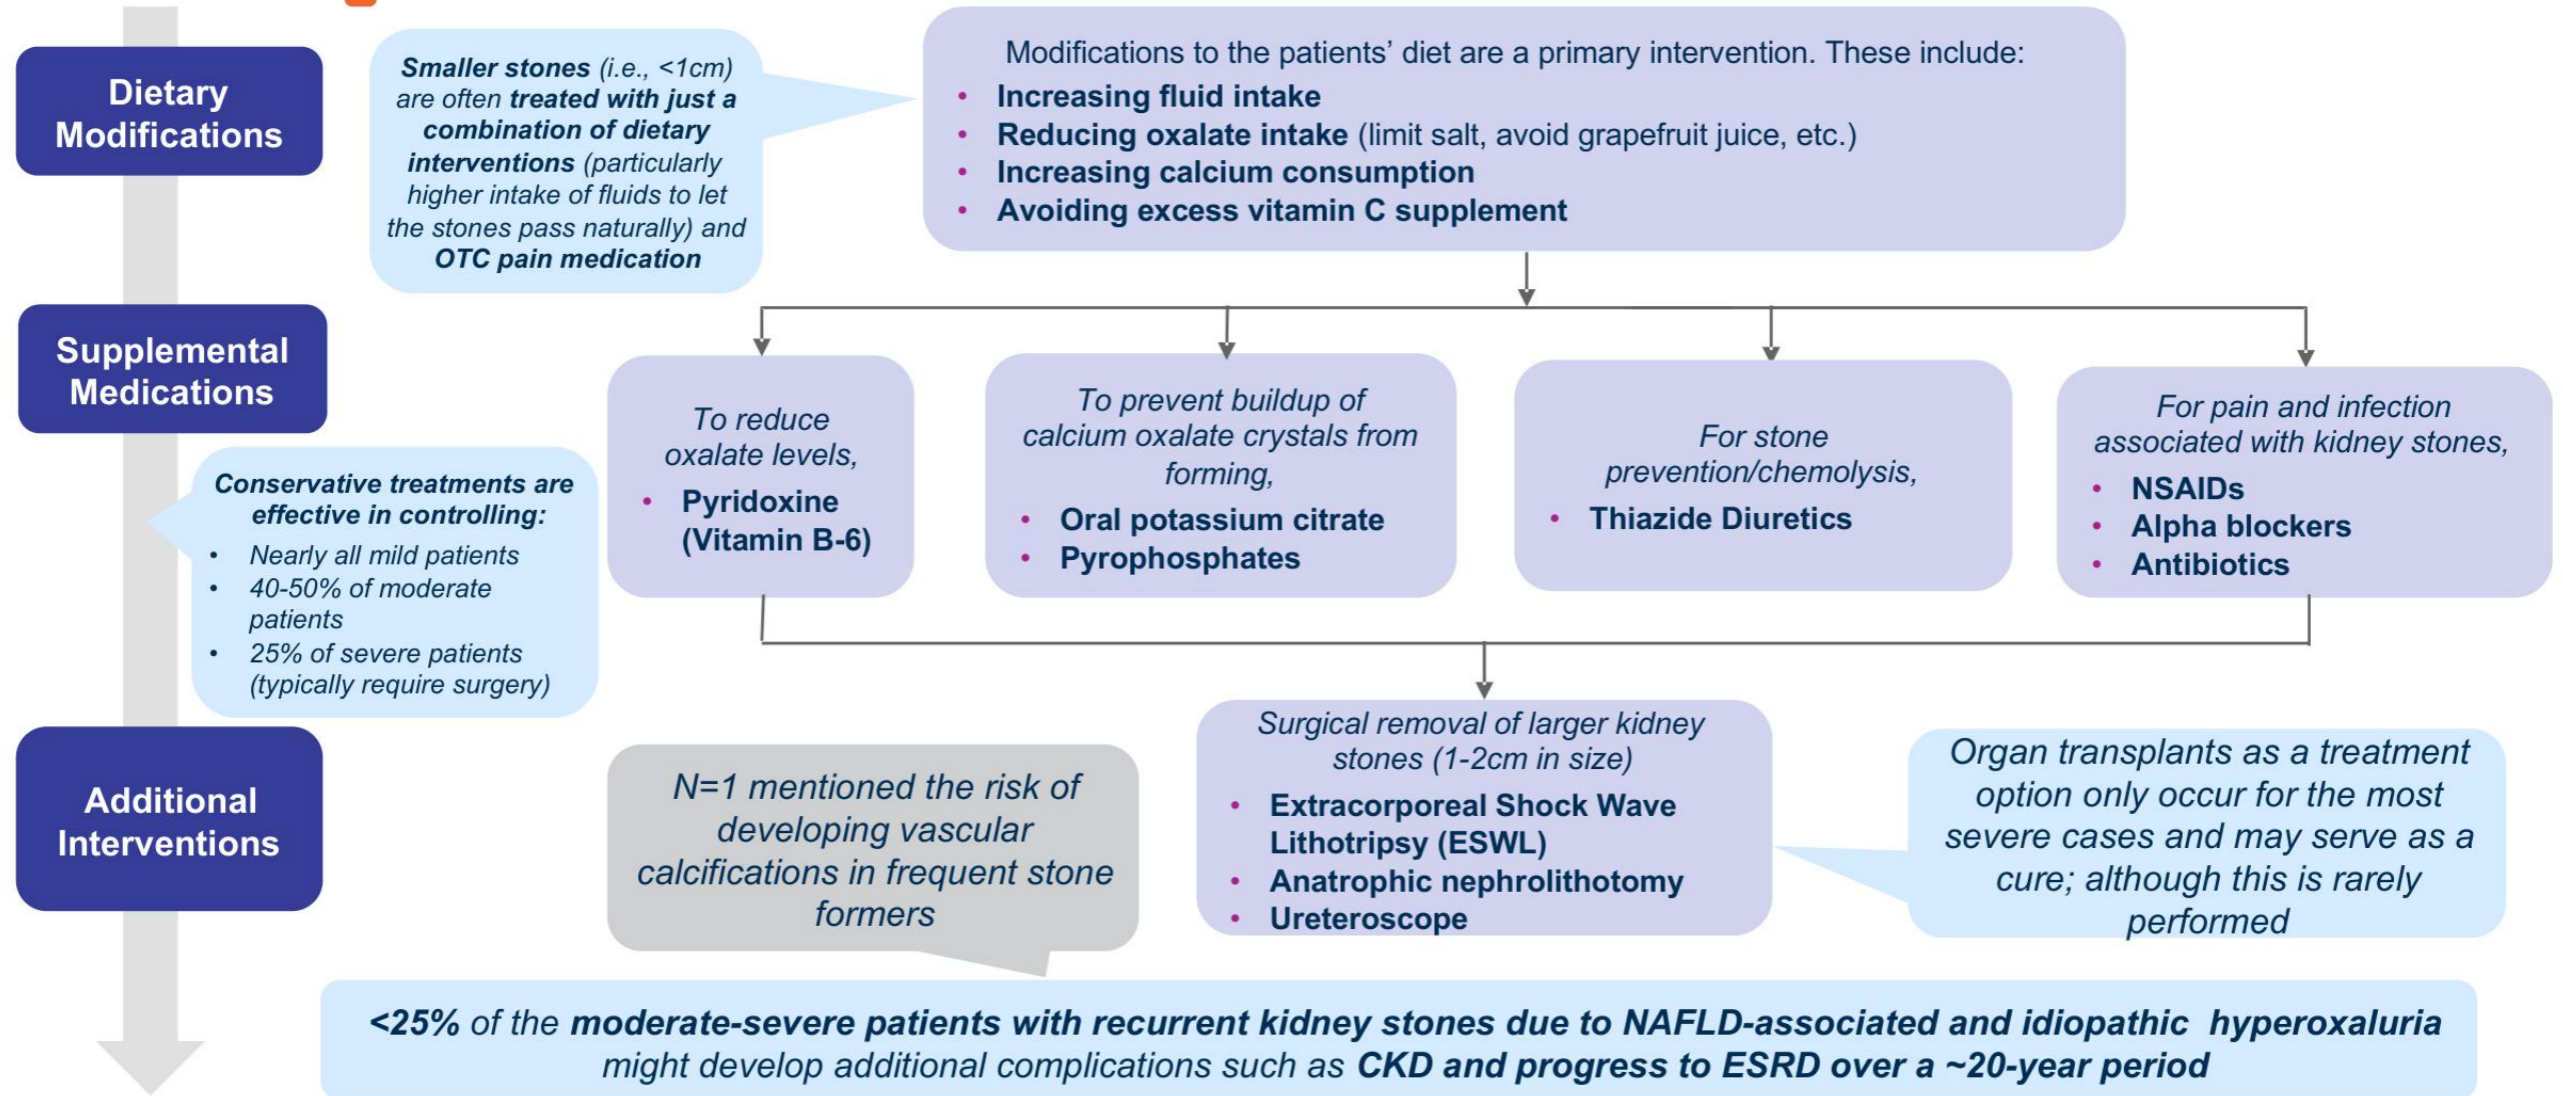 Dietary
Modifications
Smaller stones (i.e., <1cm)
are often treated with just a
combination of dietary
interventions (particularly
higher intake of fluids to let
the stones pass naturally) and
OTC pain medication
Modifications to the patients’ diet are a primary intervention. These include:
• Increasing fluid intake
• Reducing oxalate intake (limit salt, avoid grapefruit juice, etc.)
• Increasing calcium consumption
• Avoiding excess vitamin C supplement
Supplemental
Medications
Conservative treatments are
effective in controlling:
• Nearly all mild patients
• 40-50% of moderate
patients
• 25% of severe patients
(typically require surgery)
To reduce
oxalate levels,
• Pyridoxine
(Vitamin B-6)
To prevent buildup of
calcium oxalate crystals from
forming,
• Oral potassium citrate
• Pyrophosphates
For stone
prevention/chemolysis,
• Thiazide Diuretics
For pain and infection
associated with kidney stones,
• NSAIDs
• Alpha blockers
• Antibiotics
Additional
Interventions
N=1 mentioned the risk of
developing vascular
calcifications in frequent stone
formers
Surgical removal of larger kidney
stones (1-2cm in size)
• Extracorporeal Shock Wave
Lithotripsy (ESWL)
• Anatrophic nephrolithotomy
• Ureteroscope
Organ transplants as a treatment
option only occur for the most
severe cases and may serve as a
cure; although this is rarely
performed
<25% of the moderate-severe patients with recurrent kidney stones due to NAFLD-associated and idiopathic hyperoxaluria
might develop additional complications such as CKD and progress to ESRD over a ~20-year period